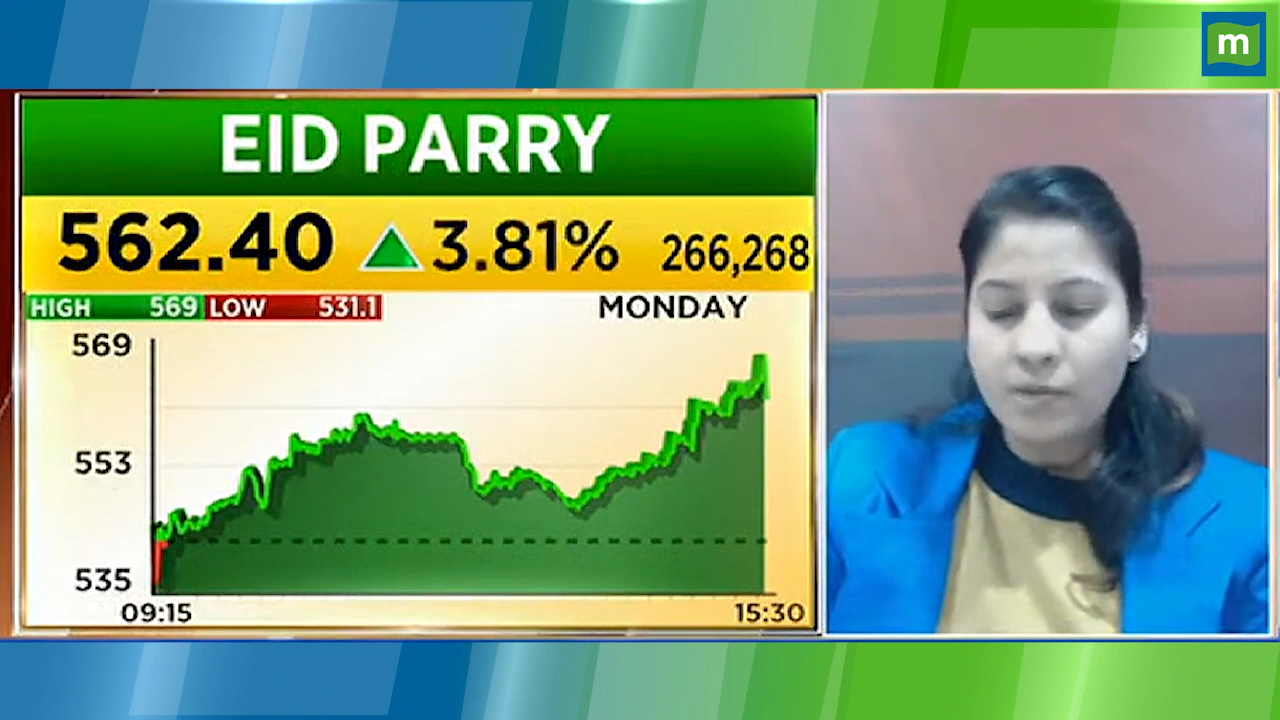 m
EID PARRY
562.40 ▲ 3.81% 266,268
HIGH 569 LOW 531.1 MONDAY
569
553
535
09:15 15:30